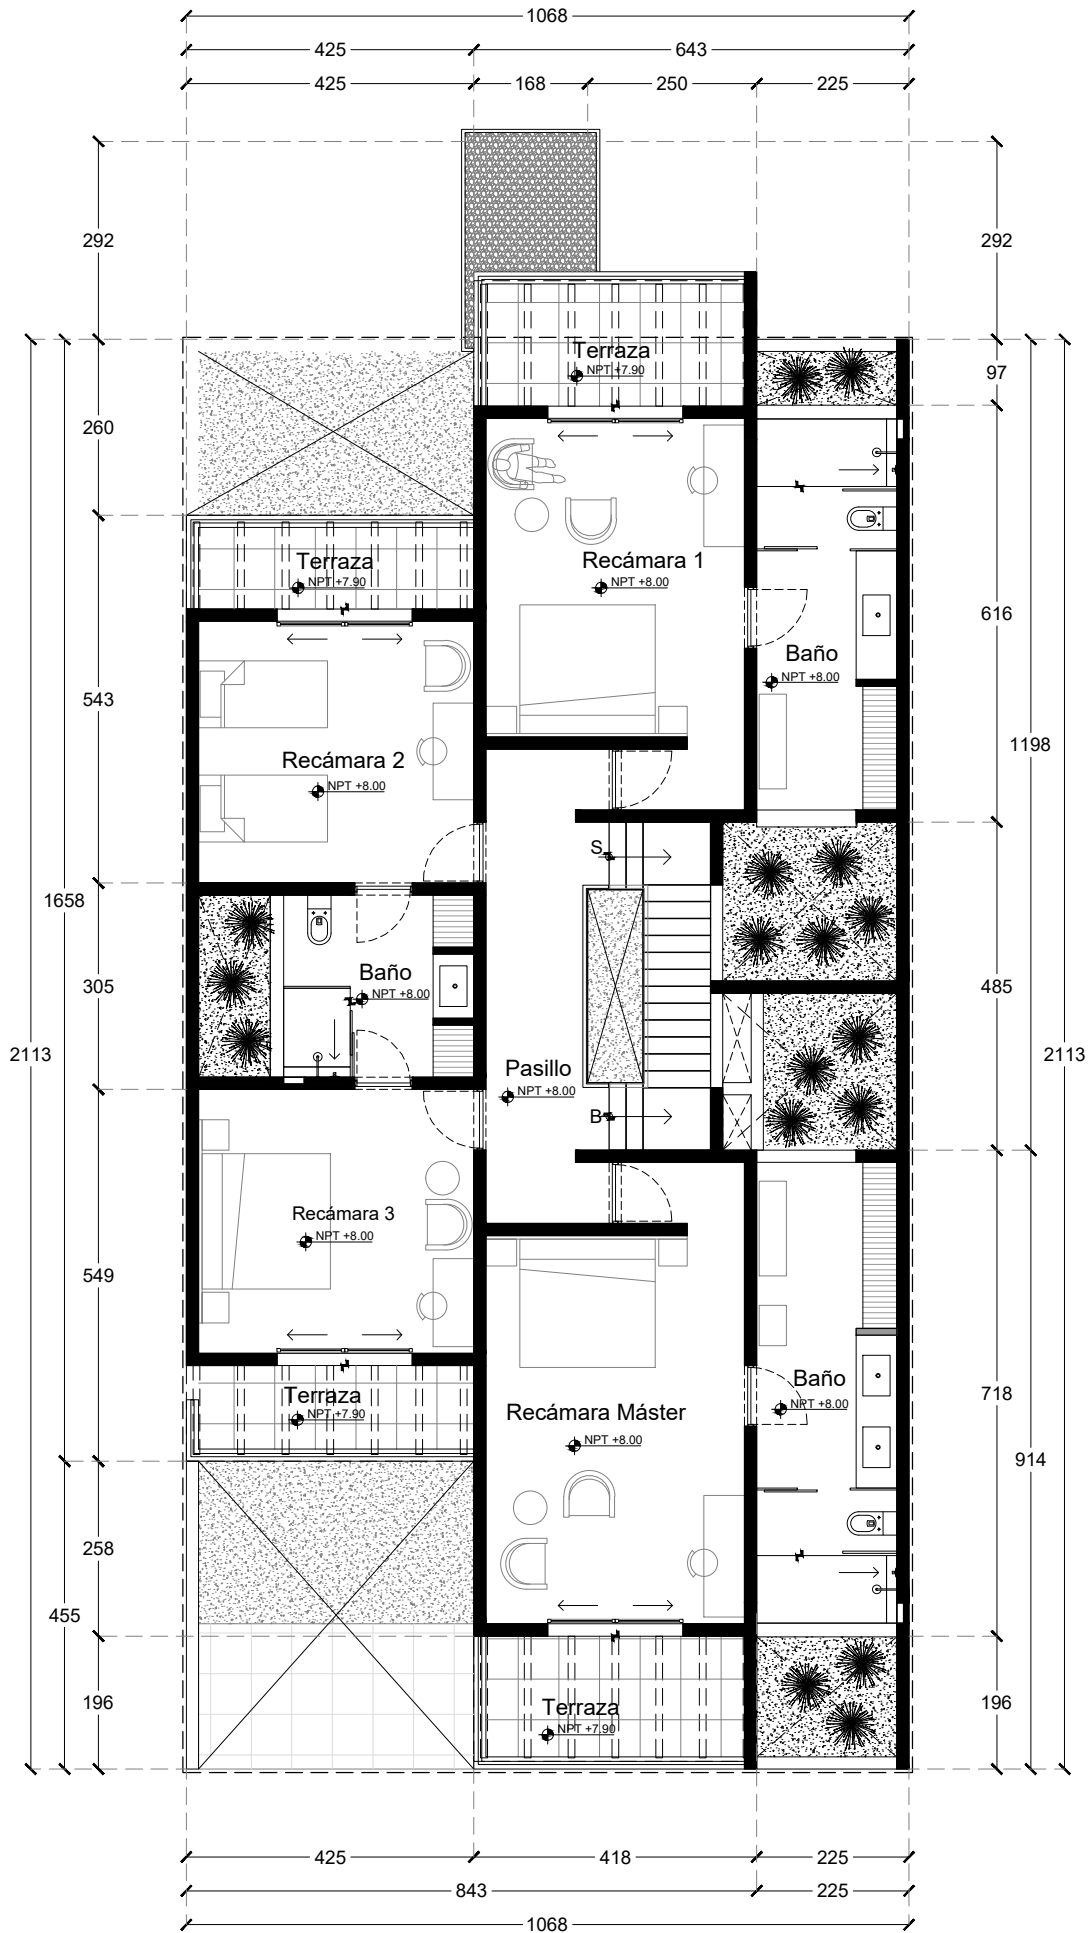 1068
425
643
425
168
250
225
292
292
Terraza
NPT +7.90
97
260
Terraza
NPT +7.90
Recámara 1
NPT +8.00
616
Baño
NPT +8.00
543
1198
Recámara 2
NPT +8.00
S
1658
Baño
NPT +8.00
305
485
2113
2113
Pasillo
NPT +8.00
B
Recámara 3
NPT +8.00
549
Baño
NPT +8.00
718
Terraza
NPT +7.90
Recámara Máster
NPT +8.00
914
258
455
196
196
Terraza
NPT +7.90
425
418
225
843
225
1068